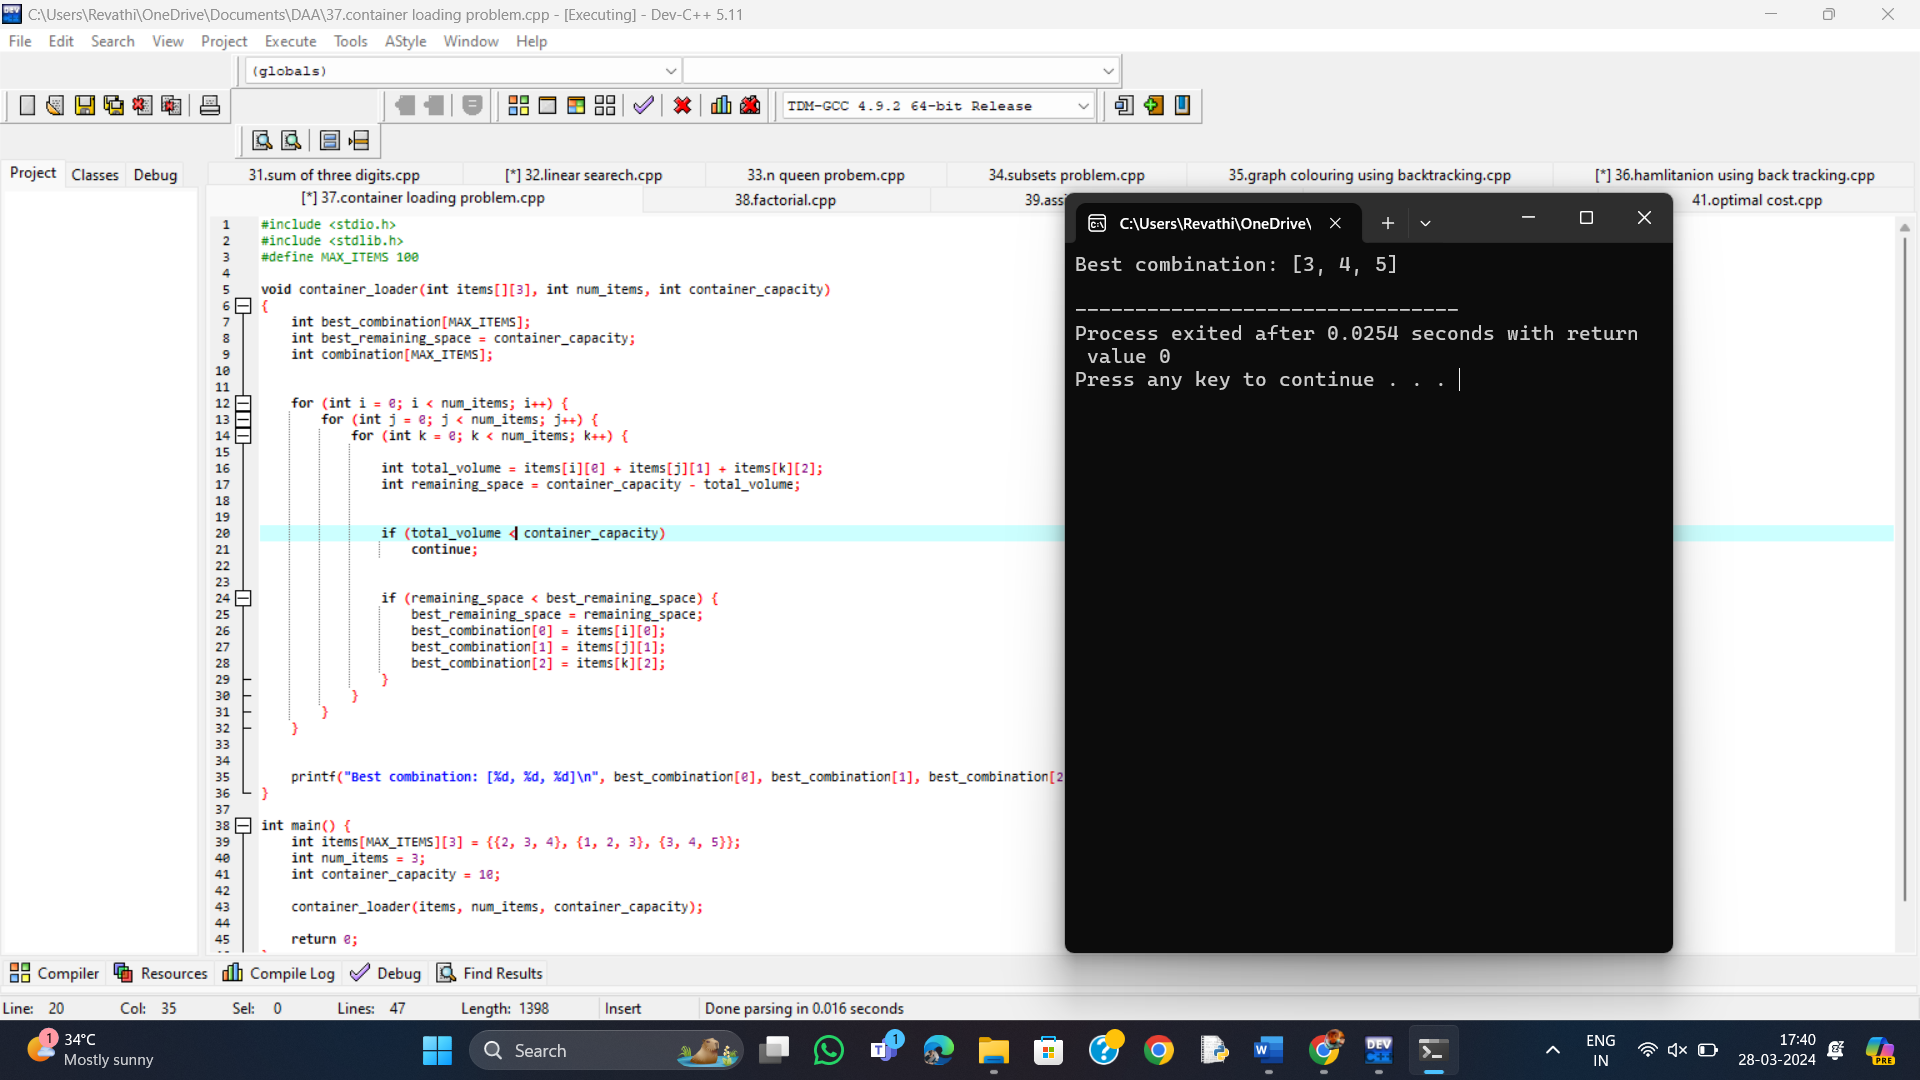 C:\Users\Revathi\OneDrive\Documents\DAA\37.container loading problem.cpp - [Executing] - Dev-C++ 5.11
File Edit Search View Project Execute Tools AStyle Window Help
(globals)
TDM-GCC 4.9.2 64-bit Release
Project Classes Debug
31.sum of three digits.cpp [*] 32.linear searech.cpp 33.n queen probem.cpp 34.subsets problem.cpp 35.graph colouring using backtracking.cpp [*] 36.hamlitanion using back tracking.cpp
[*] 37.container loading problem.cpp 38.factorial.cpp 39.assi 41.optimal cost.cpp
1 #include <stdio.h>
2 #include <stdlib.h>
3 #define MAX_ITEMS 100
4
5 void container_loader(int items[][3], int num_items, int container_capacity)
6 {
7 int best_combination[MAX_ITEMS];
8 int best_remaining_space = container_capacity;
9 int combination[MAX_ITEMS];
10
11
12 for (int i = 0; i < num_items; i++) {
13 for (int j = 0; j < num_items; j++) {
14 for (int k = 0; k < num_items; k++) {
15
16 int total_volume = items[i][0] + items[j][1] + items[k][2];
17 int remaining_space = container_capacity - total_volume;
18
19
20 if (total_volume < container_capacity)
21 continue;
22
23
24 if (remaining_space < best_remaining_space) {
25 best_remaining_space = remaining_space;
26 best_combination[0] = items[i][0];
27 best_combination[1] = items[j][1];
28 best_combination[2] = items[k][2];
29 }
30 }
31 }
32 }
33
34
35 printf("Best combination: [%d, %d, %d]\n", best_combination[0], best_combination[1], best_combination[2
36 }
37
38 int main() {
39 int items[MAX_ITEMS][3] = {{2, 3, 4}, {1, 2, 3}, {3, 4, 5}};
40 int num_items = 3;
41 int container_capacity = 10;
42
43 container_loader(items, num_items, container_capacity);
44
45 return 0;
C:\Users\Revathi\OneDrive\
Best combination: [3, 4, 5]
--------------------------------
Process exited after 0.0254 seconds with return
value 0
Press any key to continue . . .
Compiler Resources Compile Log Debug Find Results
Line: 20 Col: 35 Sel: 0 Lines: 47 Length: 1398 Insert Done parsing in 0.016 seconds
1
34°C
Mostly sunny
Search
1
ENG
IN
17:40
28-03-2024
PRE